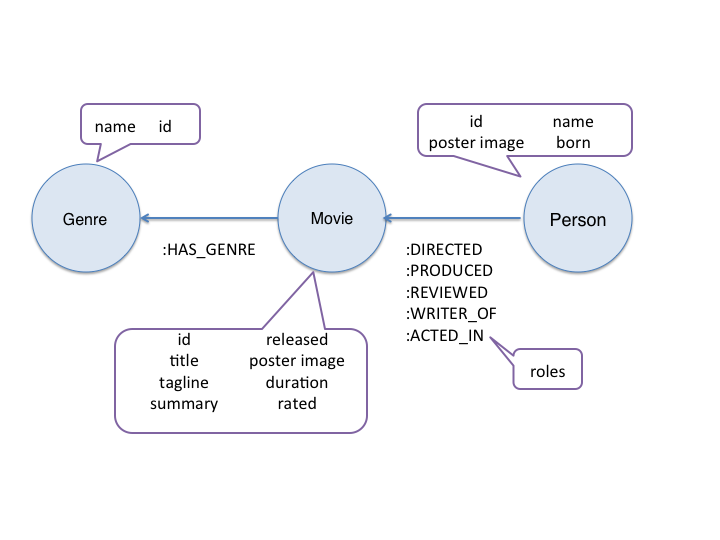 name id
id name
poster image born
Genre
Movie
Person
:HAS_GENRE
:DIRECTED
:PRODUCED
:REVIEWED
:WRITER_OF
:ACTED_IN
id released
title poster image
tagline duration
summary rated
roles